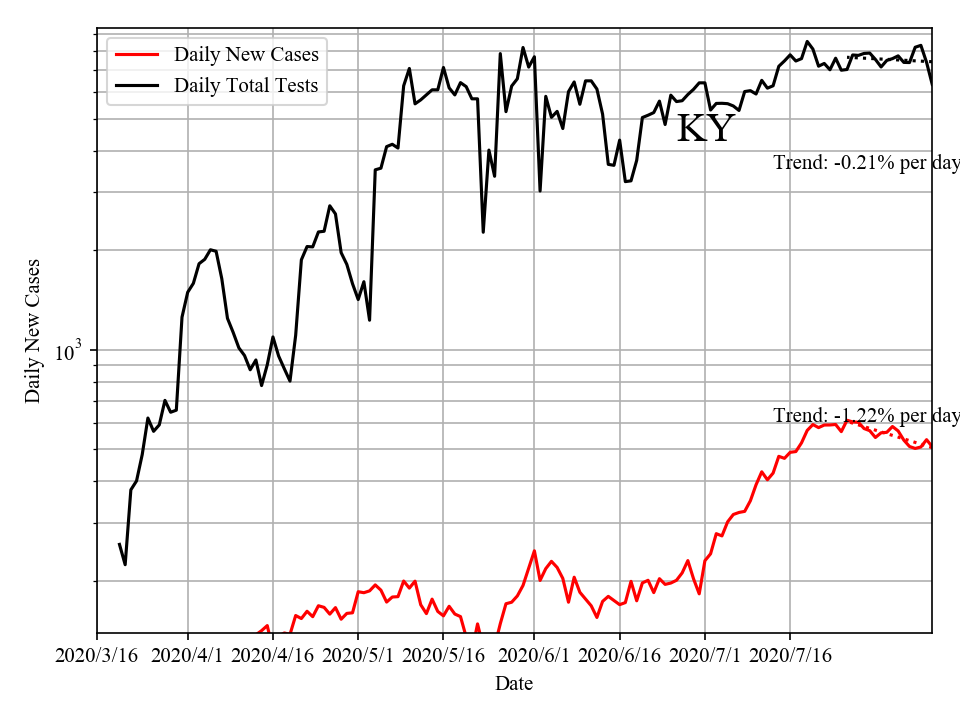 Daily New Cases
Daily Total Tests
KY
Trend: -0.21% per day
Daily New Cases
10³
Trend: -1.22% per day
2020/3/16 2020/4/1 2020/4/16 2020/5/1 2020/5/16 2020/6/1 2020/6/16 2020/7/1 2020/7/16
Date